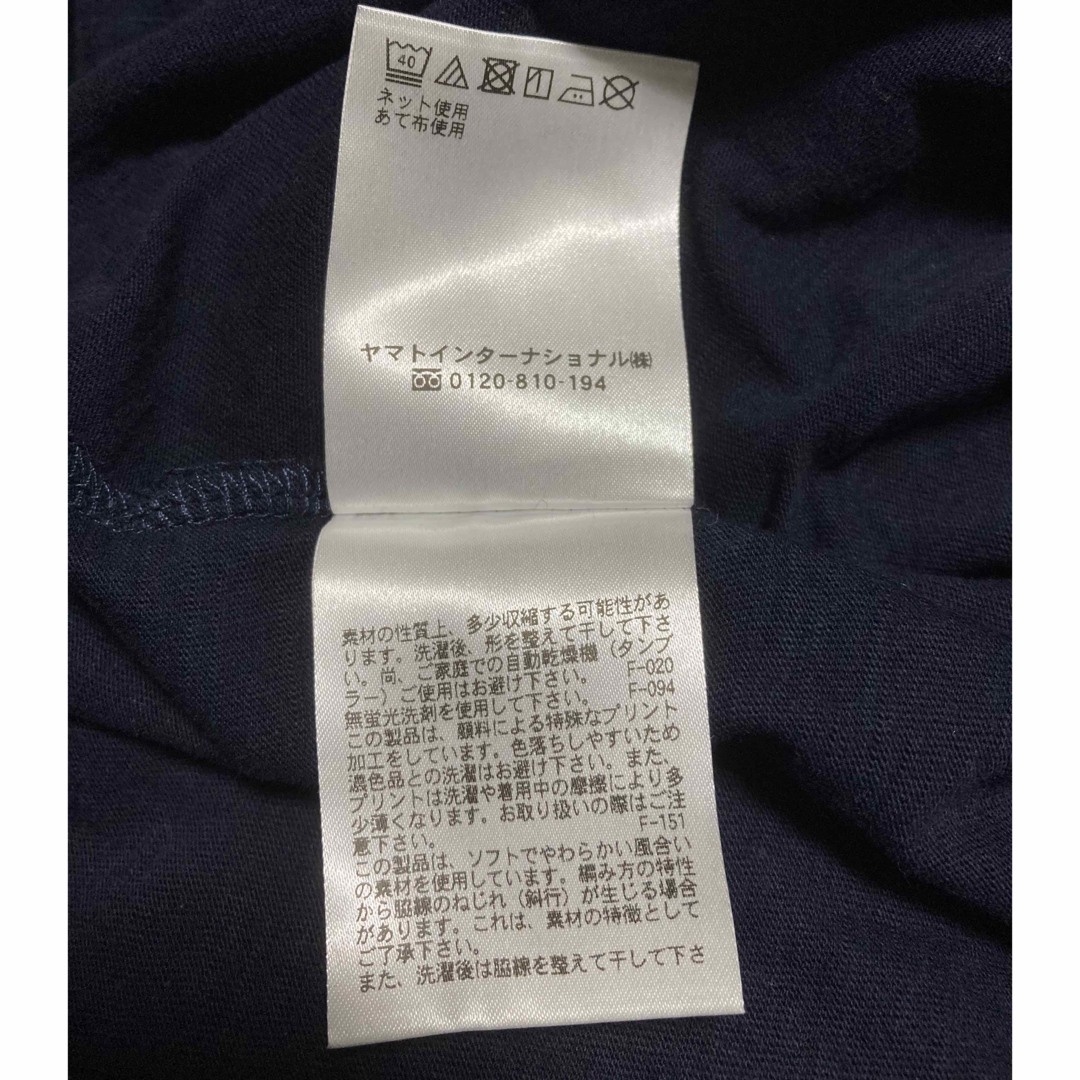 40
ネット使用
あて布使用
ヤマトインターナショナル㈱
0120-810-194
素材の性質上、多少収縮する可能性があ
ります。洗濯後、形を整えて干して下さ
い。尚、ご家庭での自動乾燥機(タンブ
ラー)ご使用はお避け下さい。 F-020
無蛍光洗剤を使用して下さい。 F-094
この製品は、顔料による特殊なプリント
加工をしています。色落ちしやすいため
濃色品との洗濯はお避け下さい。また、
プリントは洗濯や着用中の摩擦により多
少薄くなります。お取り扱いの際はご注
意下さい。 F-151
この製品は、ソフトでやわらかい風合い
の素材を使用しています。編み方の特性
から脇線のねじれ(斜行)が生じる場合
があります。これは、素材の特徴として
ご了承下さい。
また、洗濯後は脇線を整えて干して下さ